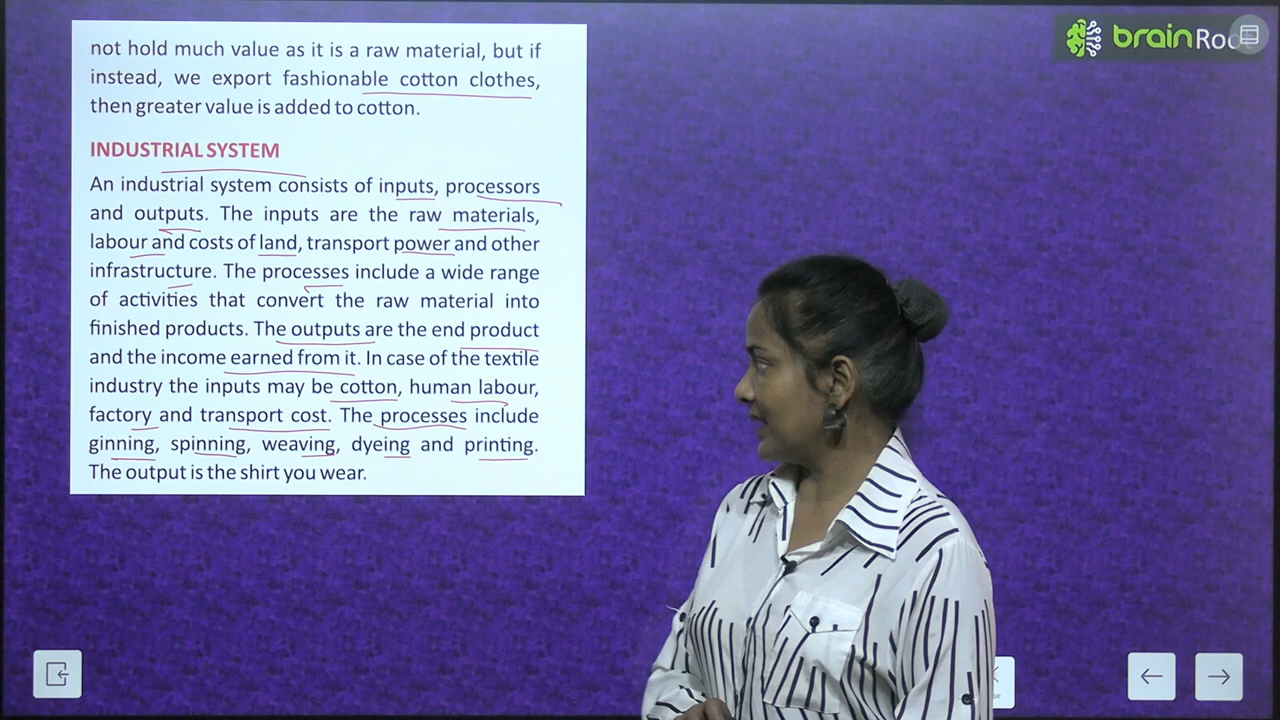 not hold much value as it is a raw material, but if
instead, we export fashionable cotton clothes,
then greater value is added to cotton.
INDUSTRIAL SYSTEM
An industrial system consists of inputs, processors
and outputs. The inputs are the raw materials,
labour and costs of land, transport power and other
infrastructure. The processes include a wide range
of activities that convert the raw material into
finished products. The outputs are the end product
and the income earned from it. In case of the textile
industry the inputs may be cotton, human labour,
factory and transport cost. The processes include
ginning, spinning, weaving, dyeing and printing.
The output is the shirt you wear.
brain